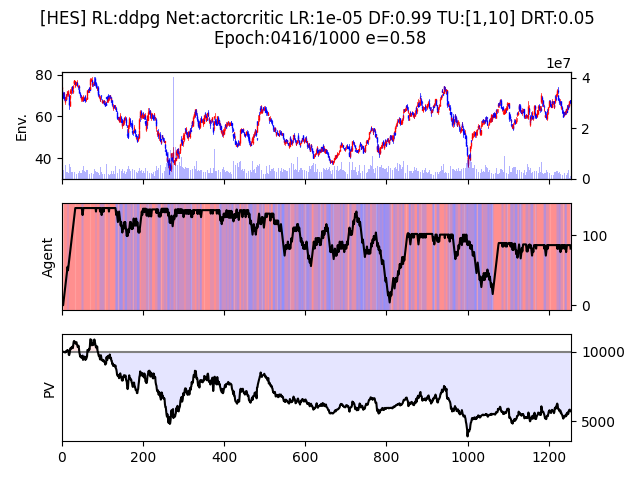 [HES] RL:ddpg Net:actorcritic LR:1e-05 DF:0.99 TU:[1,10] DRT:0.05
Epoch:0416/1000 e=0.58
1e7
80
60
40
Env.
4
2
0
Agent
100
0
PV
10000
5000
0
200
400
600
800
1000
1200